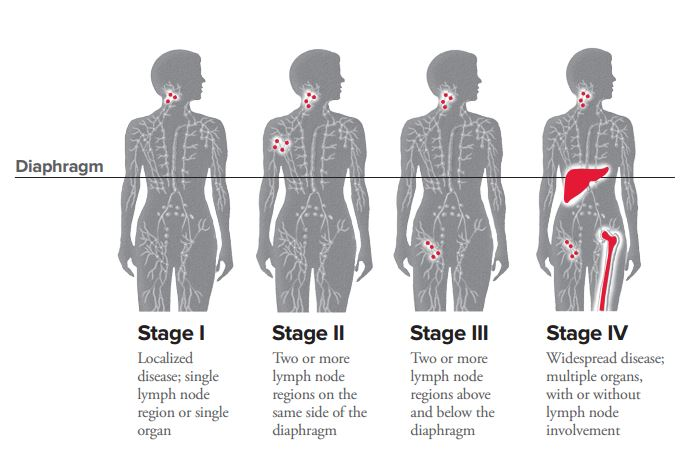 Diaphragm
Stage I
Localized
disease; single
lymph node
region or single
organ
Stage II
Two or more
lymph node
regions on the
same side of the
diaphragm
Stage III
Two or more
lymph node
regions above
and below the
diaphragm
Stage IV
Widespread disease;
multiple organs,
with or without
lymph node
involvement